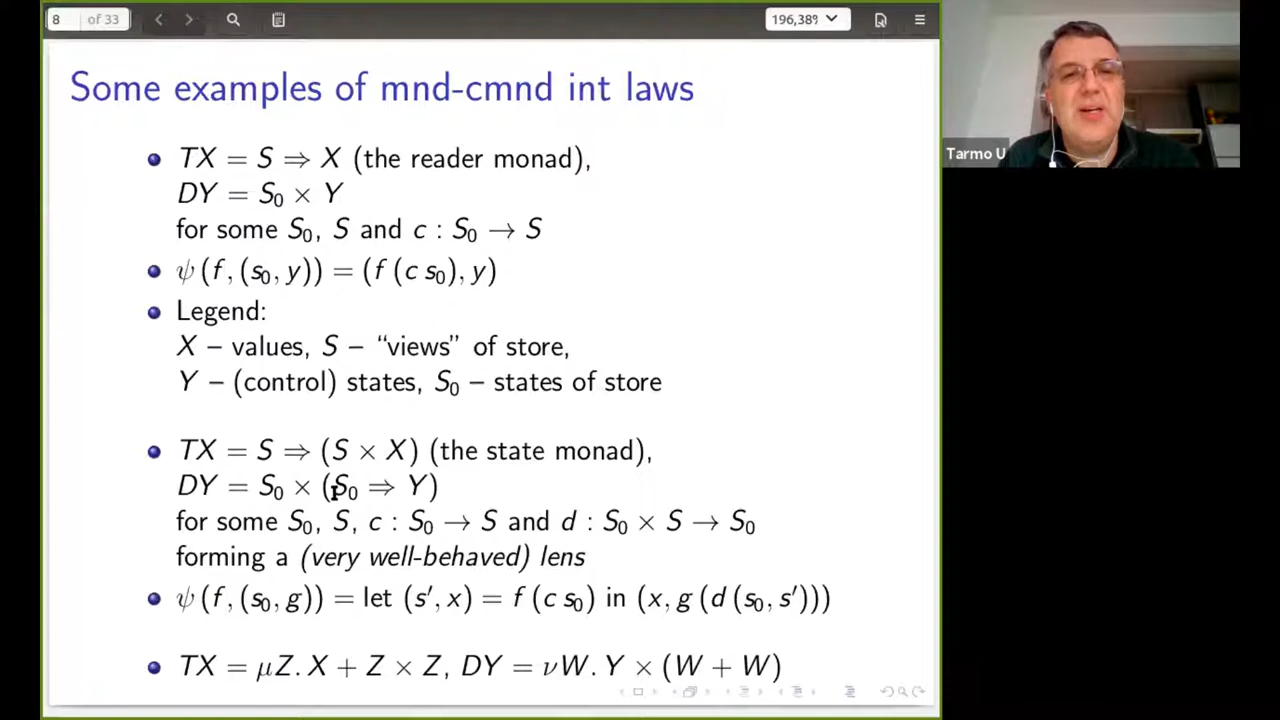 8 of 33
196,38%
Some examples of mnd-cmnd int laws
Tarmo U
• TX = S ⇒ X (the reader monad),
DY = S₀ × Y
for some S₀, S and c : S₀ → S
• ψ (f, (s₀, y)) = (f (c s₀), y)
• Legend:
X – values, S – “views” of store,
Y – (control) states, S₀ – states of store
• TX = S ⇒ (S × X) (the state monad),
DY = S₀ × (S₀ ⇒ Y)
for some S₀, S, c : S₀ → S and d : S₀ × S → S₀
forming a (very well-behaved) lens
• ψ (f, (s₀, g)) = let (s′, x) = f (c s₀) in (x, g (d (s₀, s′)))
• TX = μZ. X + Z × Z, DY = νW. Y × (W + W)